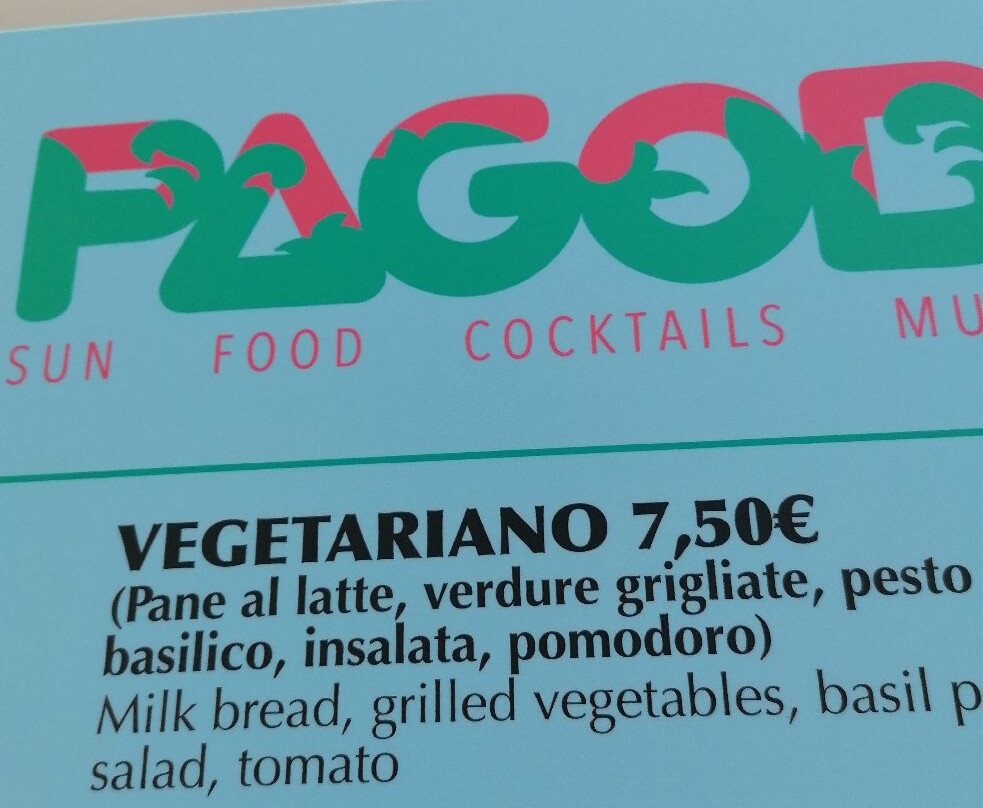 PAGOD
SUN FOOD COCKTAILS MU
VEGETARIANO 7,50€
(Pane al latte, verdure grigliate, pesto
basilico, insalata, pomodoro)
Milk bread, grilled vegetables, basil p
salad, tomato